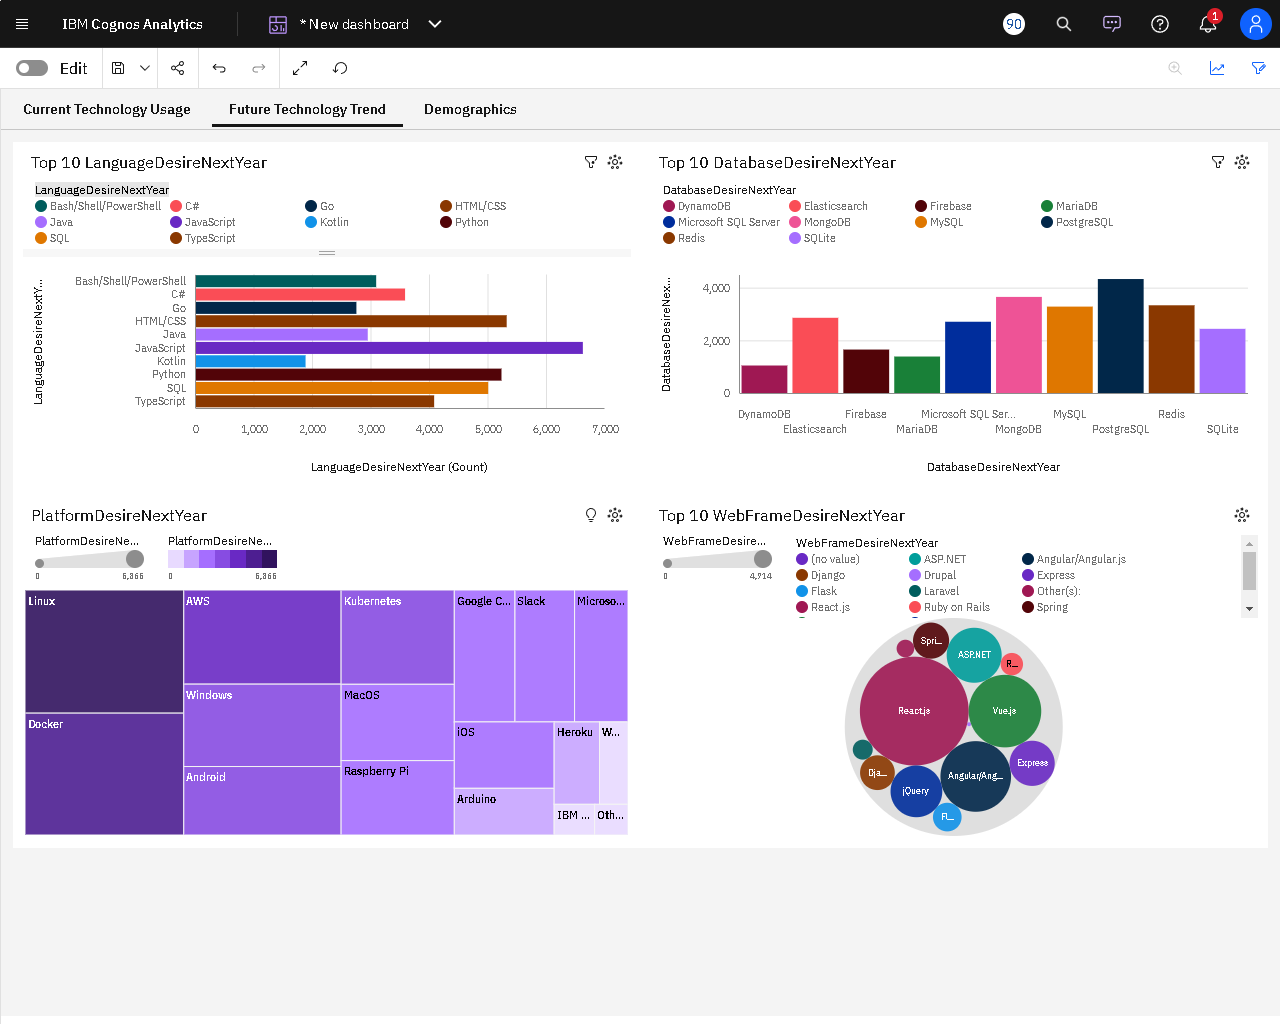 IBM Cognos Analytics
* New dashboard
90
1
Edit
Current Technology Usage
Future Technology Trend
Demographics
Top 10 LanguageDesireNextYear
LanguageDesireNextYear
Bash/Shell/PowerShell
C#
Go
HTML/CSS
Java
JavaScript
Kotlin
Python
SQL
TypeScript
LanguageDesireNextY...
Bash/Shell/PowerShell
C#
Go
HTML/CSS
Java
JavaScript
Kotlin
Python
SQL
TypeScript
0
1,000
2,000
3,000
4,000
5,000
6,000
7,000
LanguageDesireNextYear (Count)
Top 10 DatabaseDesireNextYear
DatabaseDesireNextYear
DynamoDB
Elasticsearch
Firebase
MariaDB
Microsoft SQL Server
MongoDB
MySQL
PostgreSQL
Redis
SQLite
DatabaseDesireNex...
4,000
2,000
0
DynamoDB
Elasticsearch
Firebase
MariaDB
Microsoft SQL Ser...
MongoDB
MySQL
PostgreSQL
Redis
SQLite
DatabaseDesireNextYear
PlatformDesireNextYear
PlatformDesireNe...
0
PlatformDesireNe...
0
Linux
Docker
AWS
Windows
Android
Kubernetes
MacOS
Raspberry Pi
Google C...
Slack
Microso...
iOS
Arduino
Heroku
W...
IBM ...
Oth...
Top 10 WebFrameDesireNextYear
WebFrameDesire...
0
4,714
WebFrameDesireNextYear
(no value)
ASP.NET
Angular/Angular.js
Django
Drupal
Express
Flask
Laravel
Other(s):
React.js
Ruby on Rails
Spring
Spri...
ASP.NET
R...
React.js
Vue.js
Express
Dja...
jQuery
Angular/Ang...
Fl...